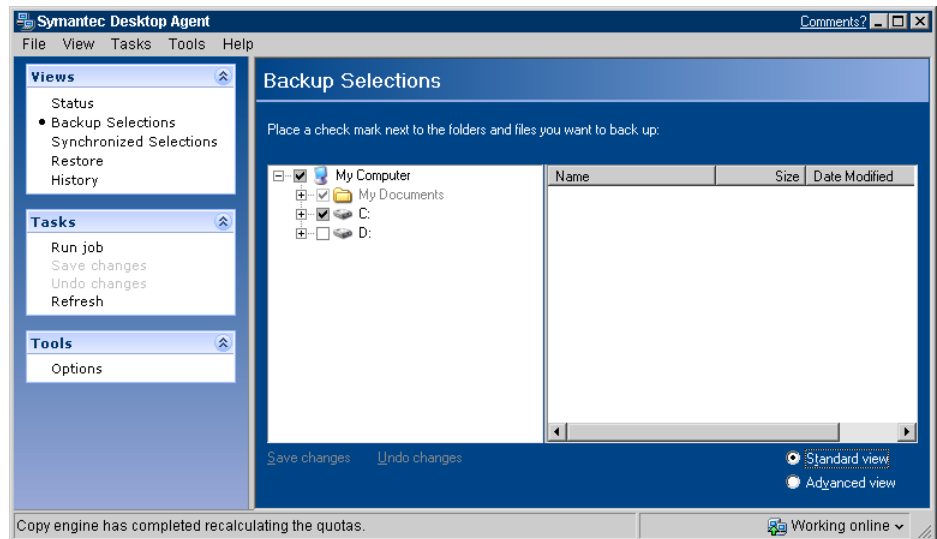 Symantec Desktop Agent
Comments?
File View Tasks Tools Help
Views
Status
Backup Selections
Synchronized Selections
Restore
History
Tasks
Run job
Save changes
Undo changes
Refresh
Tools
Options
Backup Selections
Place a check mark next to the folders and files you want to back up:
My Computer
My Documents
C:
D:
Name Size Date Modified
Save changes Undo changes
Standard view
Advanced view
Copy engine has completed recalculating the quotas.
Working online